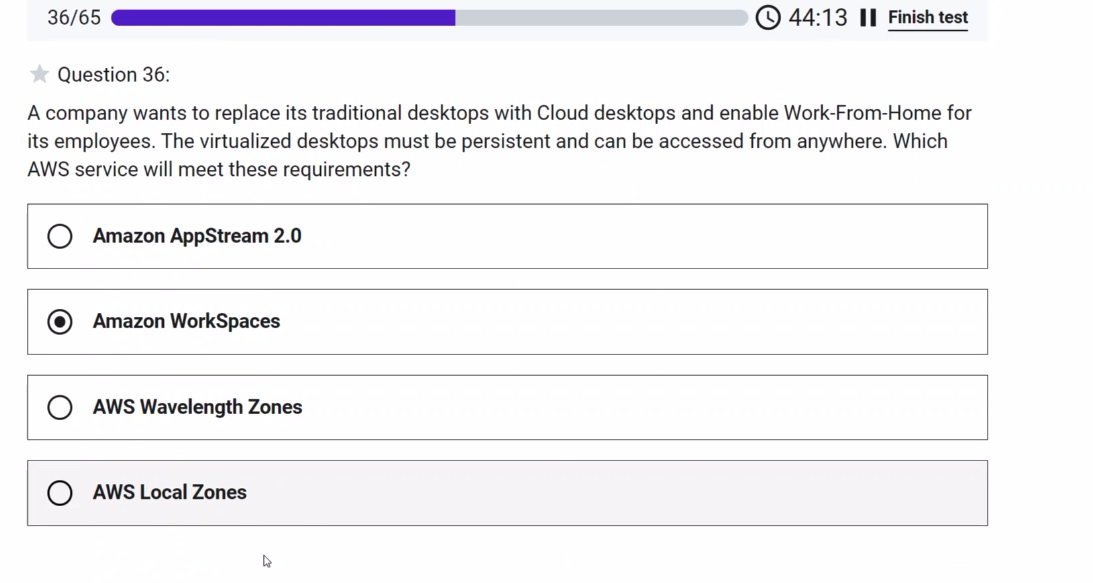 36/65 44:13 Finish test
Question 36:
A company wants to replace its traditional desktops with Cloud desktops and enable Work-From-Home for
its employees. The virtualized desktops must be persistent and can be accessed from anywhere. Which
AWS service will meet these requirements?
Amazon AppStream 2.0
Amazon WorkSpaces
AWS Wavelength Zones
AWS Local Zones